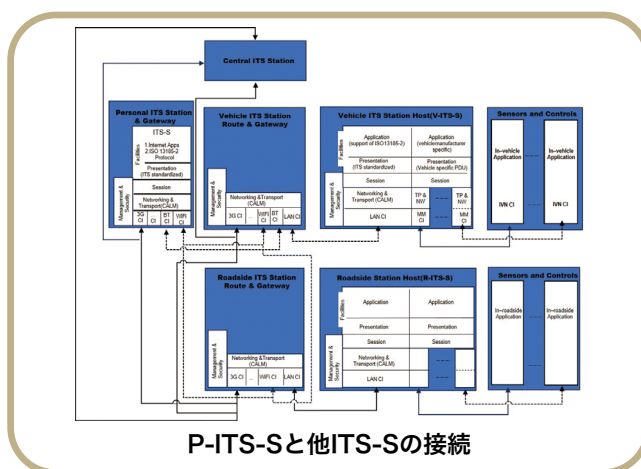 Central ITS Station
Personal ITS Station
& Gateway
ITS-S
1 Internet Apps
2.ISO 13185-2
Protocol
Presentation
(ITS standardized)
Session
Networking &
Transport(CALM)
3G CI
CI
BT CI
WIFI CI
Facilities
Management & Security
Vehicle ITS Station
Route & Gateway
Management & Security
Networking &Transport
(CALM)
3G CI
...
WIFI CI
BT CI
LAN CI
Vehicle ITS Station Host(V-ITS-S)
Facilities
Management & Security
Application
(support of ISO13185-2)
Application
(vehicle/manufacturer
specific)
Presentation
(ITS standardized)
Presentation
(Vehicle specific PDU)
Session
Session
Networking &
Transport (CALM)
TP & NW
TP & NW
LAN CI
MM CI
MM CI
Sensors and Controls
In-vehicle
Application
In-vehicle
Application
IVN CI
IVN CI
Roadside ITS Station
Route & Gateway
Management & Security
Networking &Transport
(CALM)
3G CI
...
WIFI CI
LAN CI
Roadside Station Host(R-ITS-S)
Facilities
Management & Security
Application
Application
Presentation
Presentation
Session
Session
Networking &
Transport (CALM)
LAN CI
Sensors and Controls
In-roadside
Application
In-roadside
Application
P-ITS-Sと他ITS-Sの接続